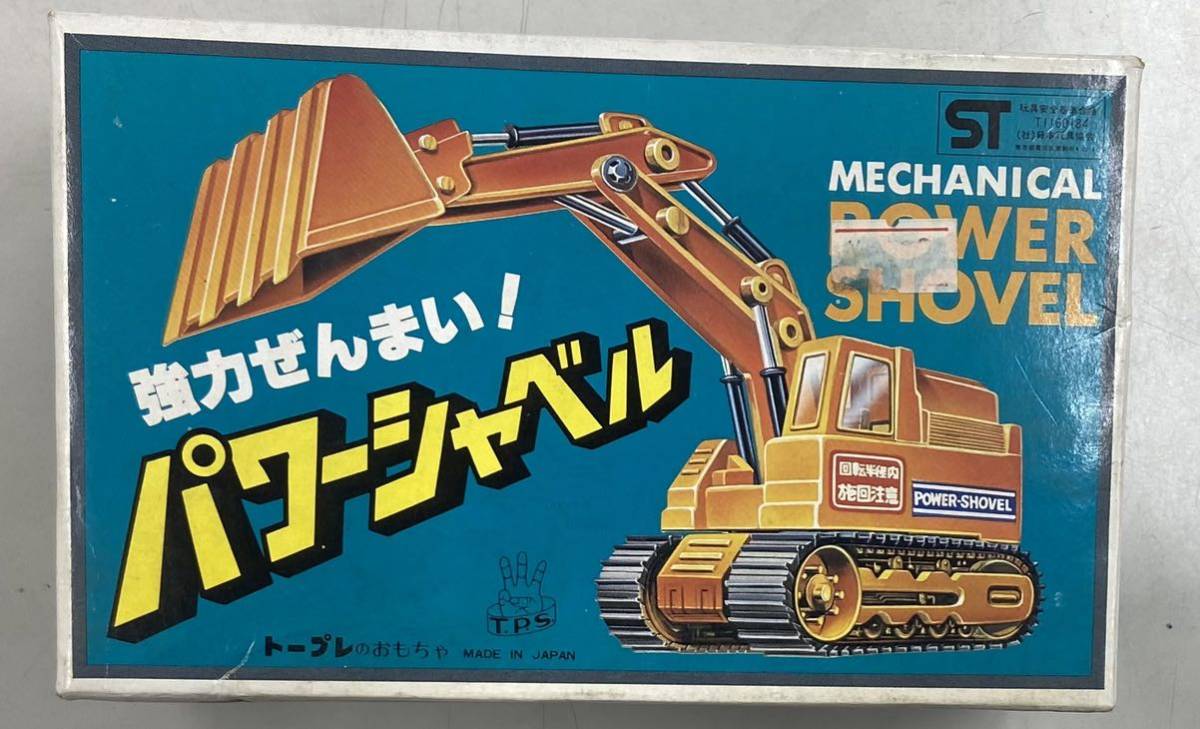 ST
玩具安全基準合格
T1160184
(社)日本玩具協会
MECHANICAL
POWER
SHOVEL
強力ぜんまい!
パワーシャベル
回転半径内
旋回注意
POWER-SHOVEL
T.P.S.
トープレのおもちゃ MADE IN JAPAN